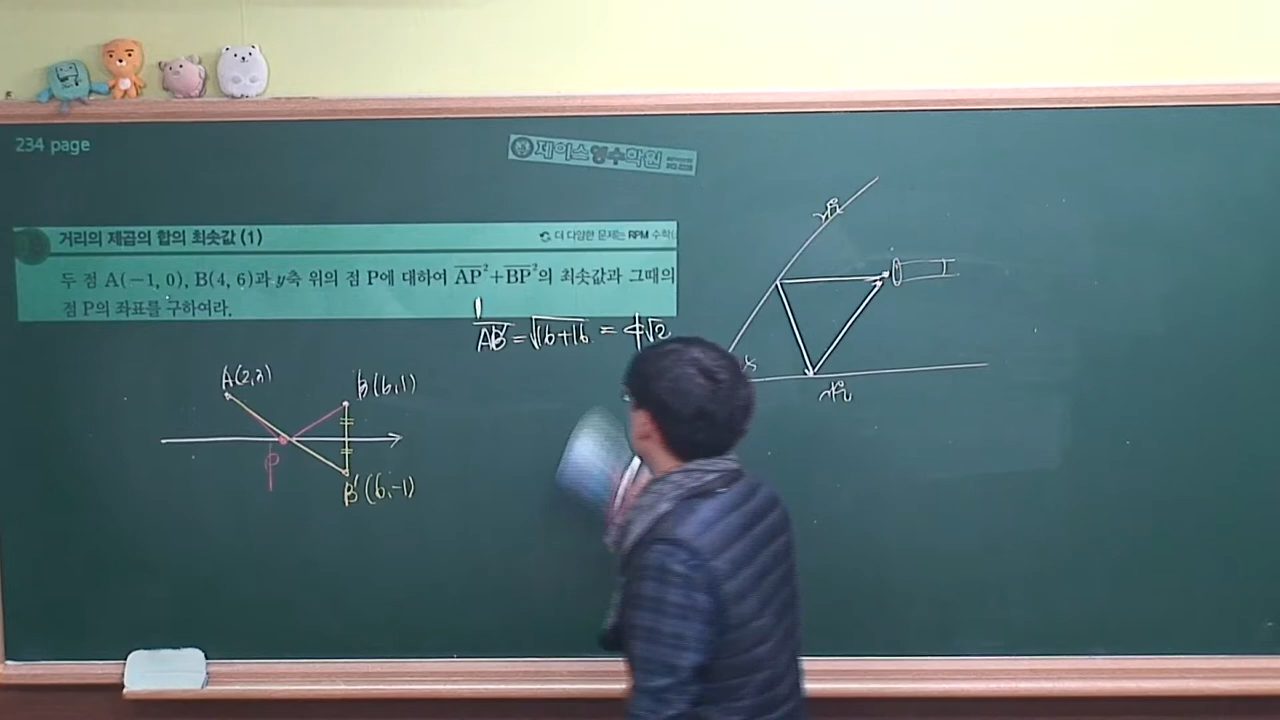 234 page
제이스영수학원
거리의 제곱의 합의 최솟값 (1)
더 다양한 문제는 RPM 수학
두 점 A(−1, 0), B(4, 6)과 y축 위의 점 P에 대하여 AP²+BP²의 최솟값과 그때의
점 P의 좌표를 구하여라.
AB' = √16+16 = 4√2
A(2,3)
B(6,1)
P
B'(6,-1)